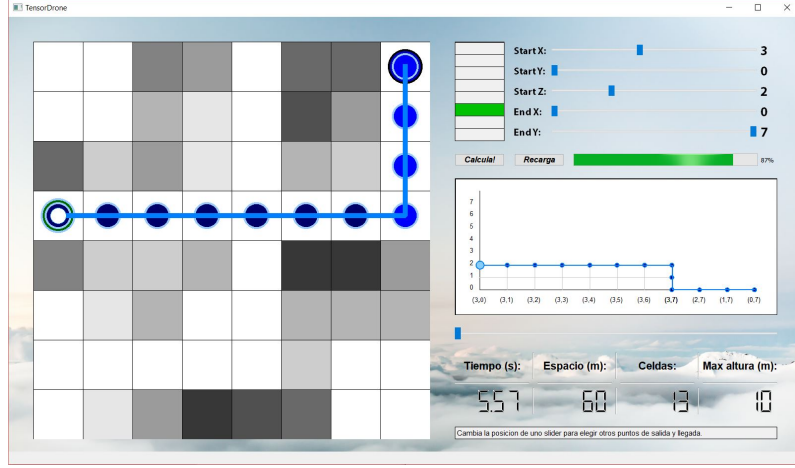 TensorDrone
Start X: 3
Start Y: 0
Start Z: 2
End X: 0
End Y: 7
Calcula! Recarga 87%
7
6
5
4
3
2
1
0
(3,0) (3,1) (3,2) (3,3) (3,4) (3,5) (3,6) (3,7) (2,7) (1,7) (0,7)
Tiempo (s): Espacio (m): Celdas: Max altura (m):
5.57 60 13 10
Cambia la posicion de uno slider para elegir otros puntos de salida y llegada.